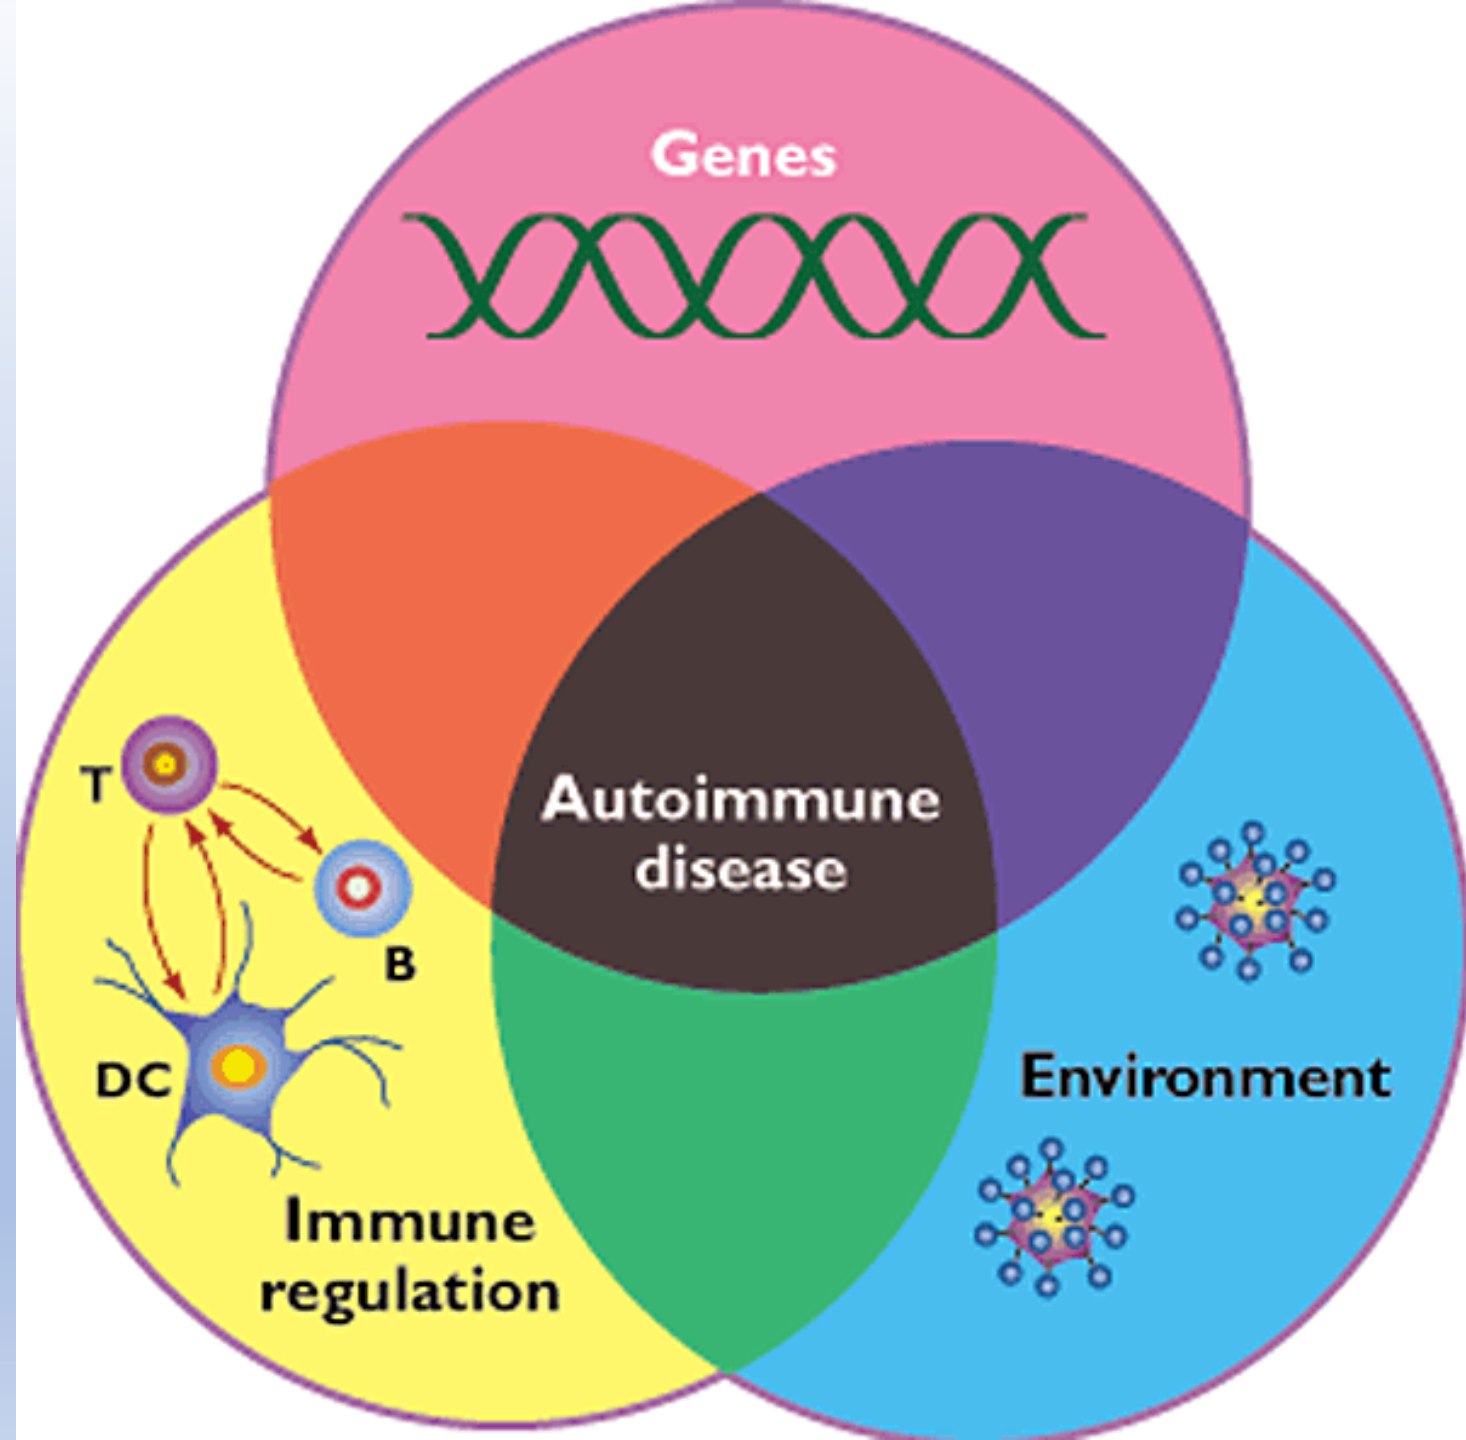 Genes
Autoimmune
disease
T
B
DC
Environment
Immune
regulation